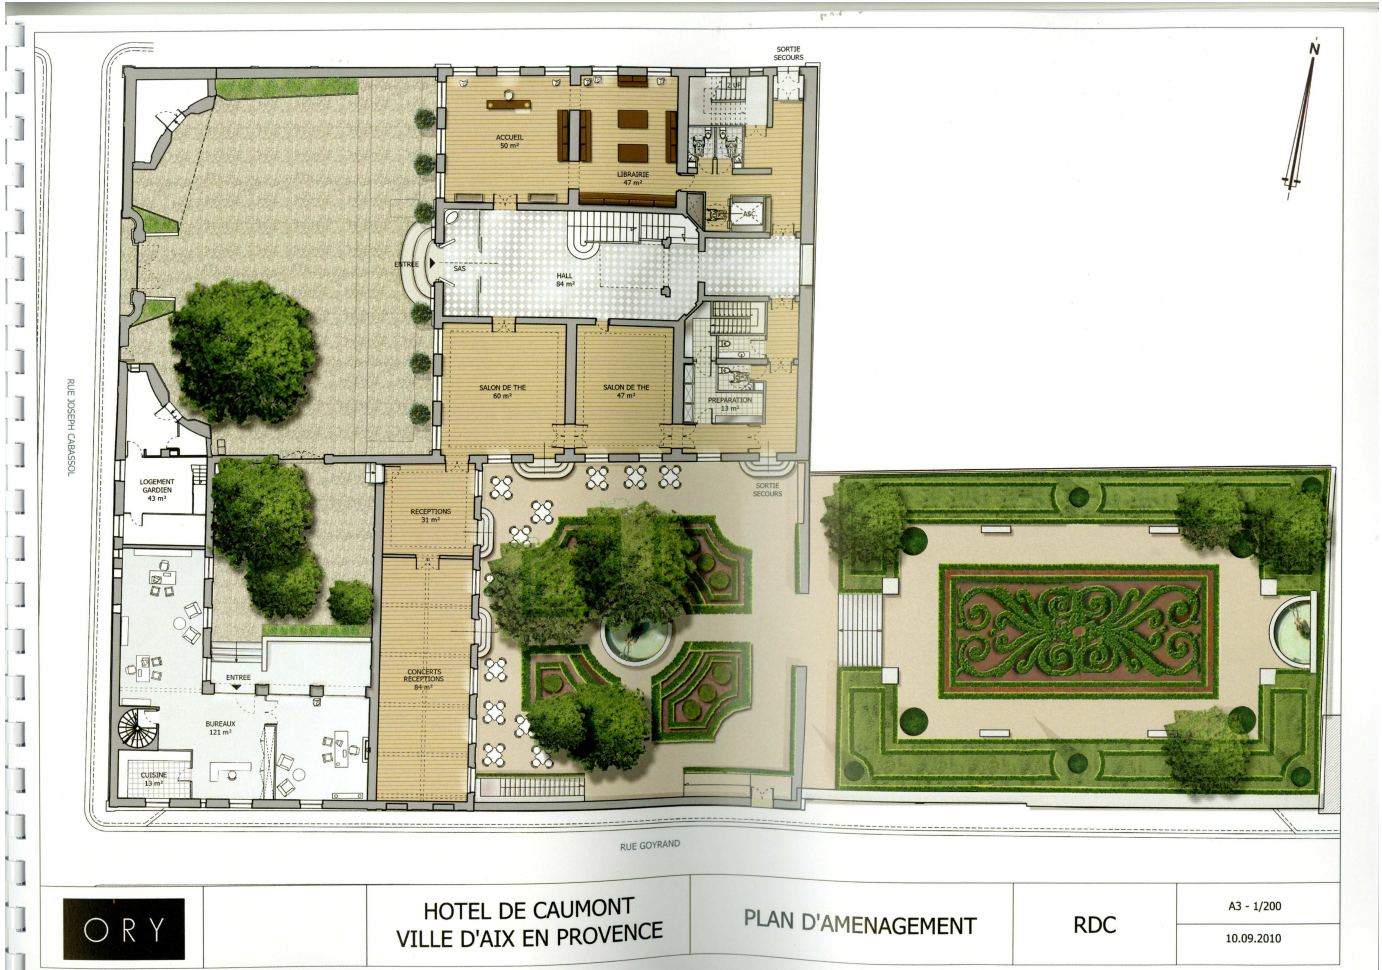 SORTIE
SECOURS
N
2 UP
ACCUEIL
50 m²
LIBRAIRIE
47 m²
ASC.
ENTREE
SAS
HALL
84 m²
SALON DE THE
60 m²
SALON DE THE
47 m²
PREPARATION
13 m²
RUE JOSEPH CABASSOL
LOGEMENT
GARDIEN
43 m²
RECEPTIONS
31 m²
SORTIE
SECOURS
CONCERTS
RECEPTIONS
84 m²
ENTREE
BUREAUX
121 m²
CUISINE
13 m²
RUE GOYRAND
ORY
HOTEL DE CAUMONT
VILLE D'AIX EN PROVENCE
PLAN D'AMENAGEMENT
RDC
A3 - 1/200
10.09.2010